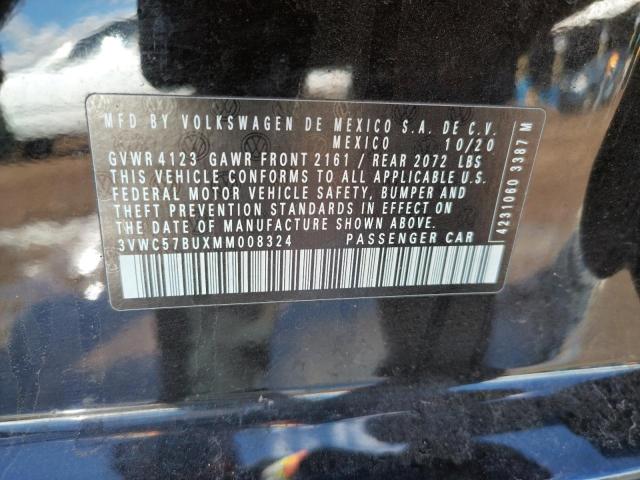 MFD BY VOLKSWAGEN DE MEXICO S.A. DE C.V.
MEXICO 10/20
GVWR 4123 GAWR FRONT 2161 / REAR 2072 LBS
THIS VEHICLE CONFORMS TO ALL APPLICABLE U.S.
FEDERAL MOTOR VEHICLE SAFETY, BUMPER AND
THEFT PREVENTION STANDARDS IN EFFECT ON
THE DATE OF MANUFACTURE SHOWN ABOVE.
3VWC57BUXMM008324 PASSENGER CAR
4231060 3387 M